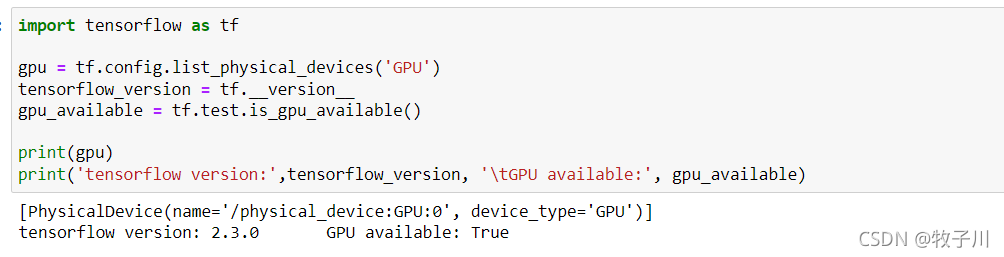 import tensorflow as tf
gpu = tf.config.list_physical_devices('GPU')
tensorflow_version = tf.__version__
gpu_available = tf.test.is_gpu_available()
print(gpu)
print('tensorflow version:',tensorflow_version, '\tGPU available:', gpu_available)
[PhysicalDevice(name='/physical_device:GPU:0', device_type='GPU')]
tensorflow version: 2.3.0 	GPU available: True
CSDN @牧子川